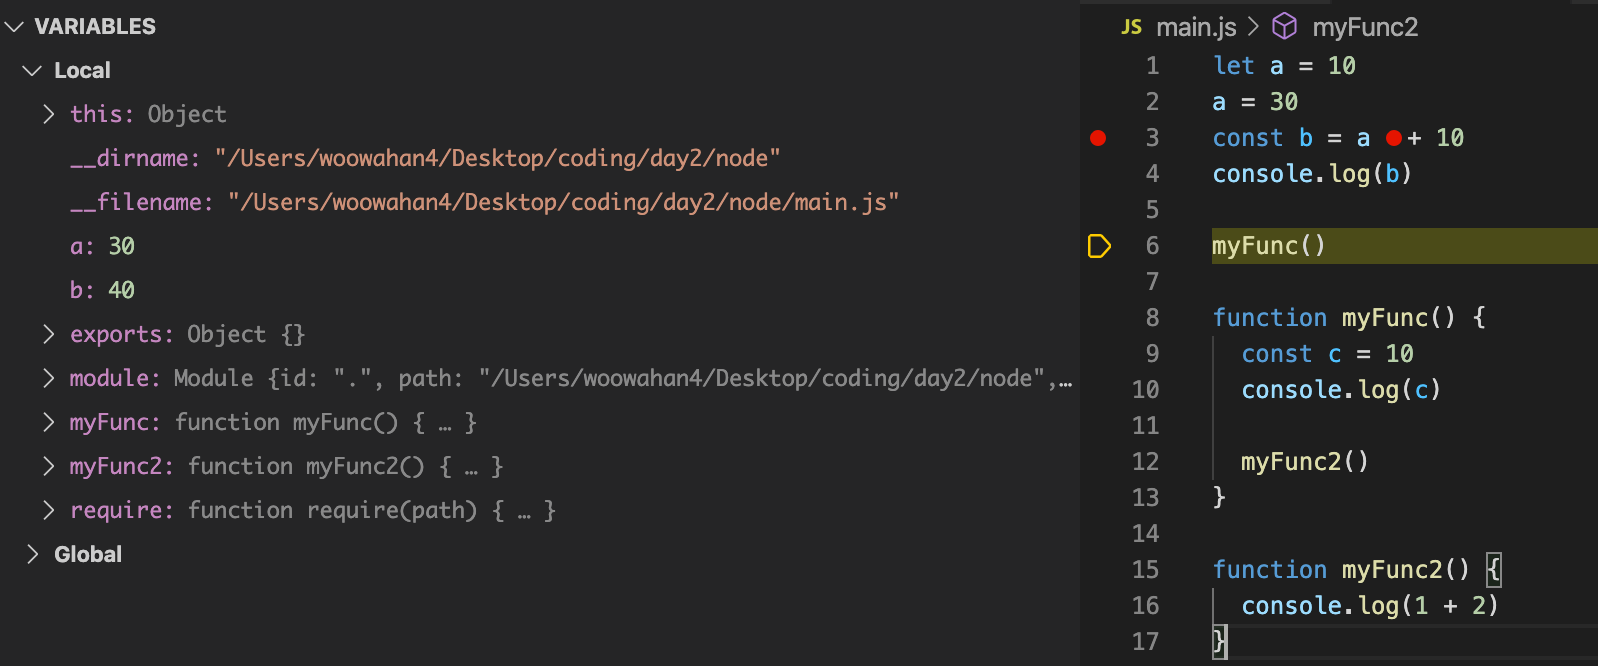 VARIABLES
Local
this: Object
__dirname: "/Users/woowahan4/Desktop/coding/day2/node"
__filename: "/Users/woowahan4/Desktop/coding/day2/node/main.js"
a: 30
b: 40
exports: Object {}
module: Module {id: ".", path: "/Users/woowahan4/Desktop/coding/day2/node",…
myFunc: function myFunc() { … }
myFunc2: function myFunc2() { … }
require: function require(path) { … }
Global
JS main.js > myFunc2
1 let a = 10
2 a = 30
3 const b = a + 10
4 console.log(b)
5
6 myFunc()
7
8 function myFunc() {
9 const c = 10
10 console.log(c)
11
12 myFunc2()
13 }
14
15 function myFunc2() {
16 console.log(1 + 2)
17 }